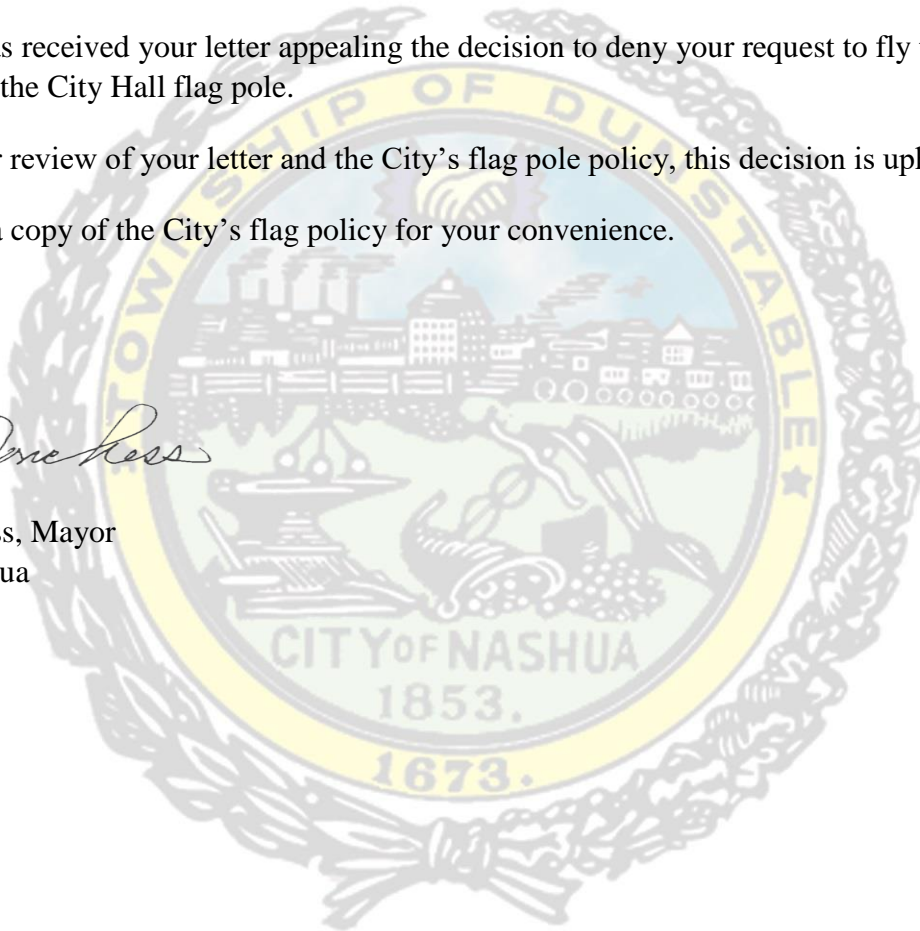 as received your letter appealing the decision to deny your request to fly
the City Hall flag pole.
r review of your letter and the City's flag pole policy, this decision is uph
a copy of the City's flag policy for your convenience.
ss, Mayor
ua
TOWNSHIP OF DUNSTABLE
CITY OF NASHUA
1853.
1673.